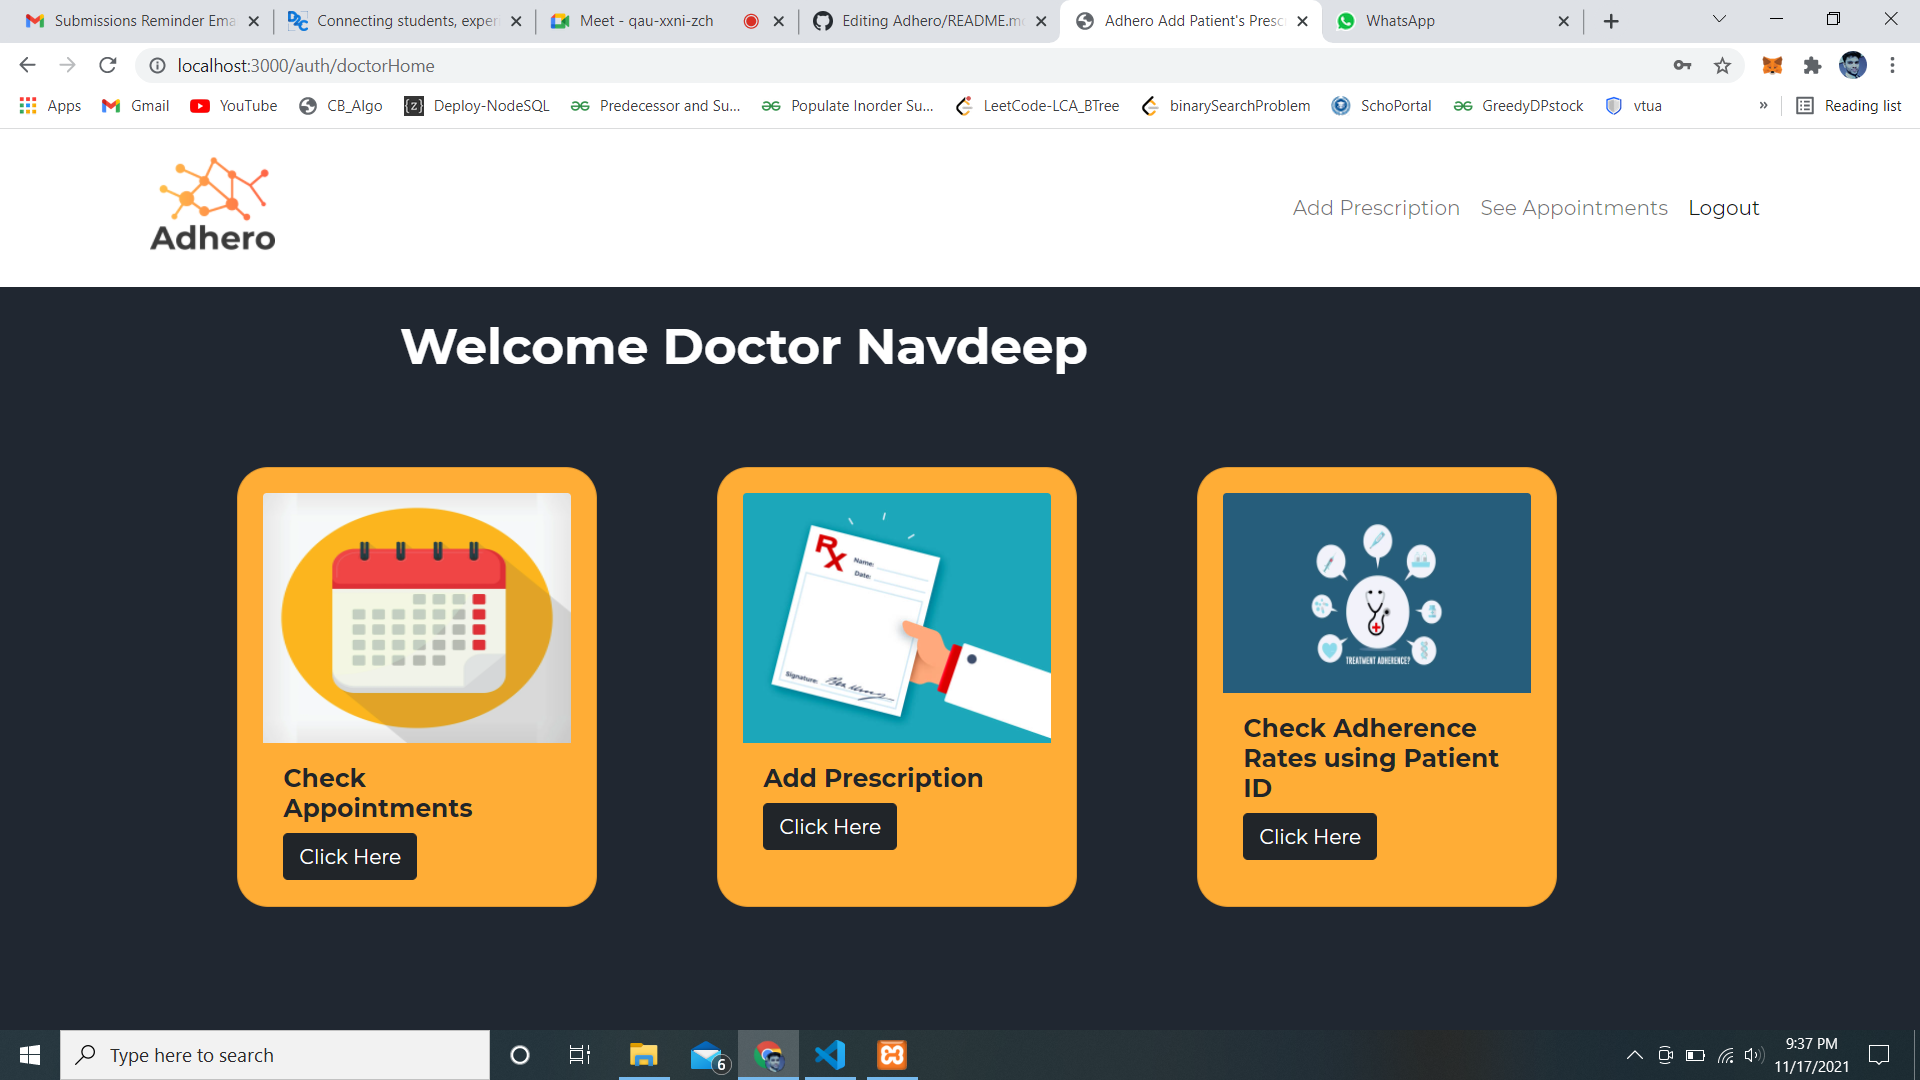 Submissions Reminder Ema
Connecting students, exper
Meet - qau-xxni-zch
Editing Adhero/README.m
Adhero Add Patient's Presc
WhatsApp
localhost:3000/auth/doctorHome
Apps
Gmail
YouTube
CB_Algo
Deploy-NodeSQL
Predecessor and Su...
Populate Inorder Su...
LeetCode-LCA_BTree
binarySearchProblem
SchoPortal
GreedyDPstock
vtua
»
Reading list
Adhero
Add Prescription
See Appointments
Logout
Welcome Doctor Navdeep
Rx
Name:
Date:
Signature:
TREATMENT ADHERENCE?
Check
Appointments
Click Here
Add Prescription
Click Here
Check Adherence
Rates using Patient
ID
Click Here
Type here to search
6
9:37 PM
11/17/2021